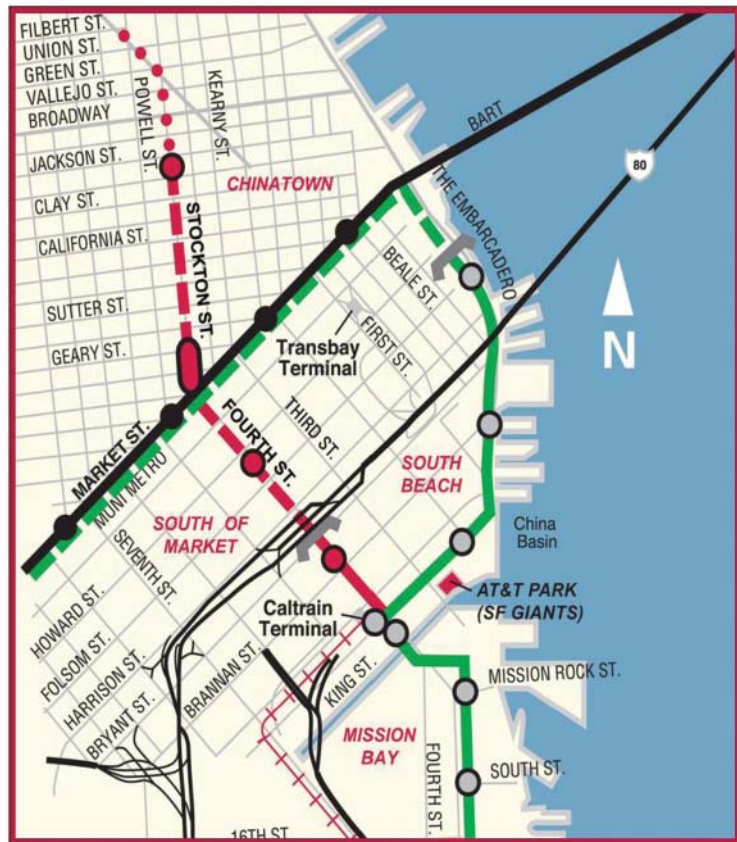 FILBERT ST.
UNION ST.
GREEN ST.
VALLEJO ST.
BROADWAY
POWELL ST.
KEARNY ST.
JACKSON ST.
CHINATOWN
CLAY ST.
CALIFORNIA ST.
STOCKTON ST.
SUTTER ST.
GEARY ST.
BART
80
THE EMBARCADERO
BEALE ST.
FIRST ST.
Transbay
Terminal
N
THIRD ST.
FOURTH ST.
MARKET ST.
MUNI METRO
SOUTH
BEACH
SOUTH OF
MARKET
SEVENTH ST.
China
Basin
AT&T PARK
(SF GIANTS)
Caltrain
Terminal
HOWARD ST.
FOLSOM ST.
HARRISON ST.
BRYANT ST.
BRANNAN ST.
KING ST.
MISSION ROCK ST.
MISSION
BAY
FOURTH ST.
SOUTH ST.
16TH ST.